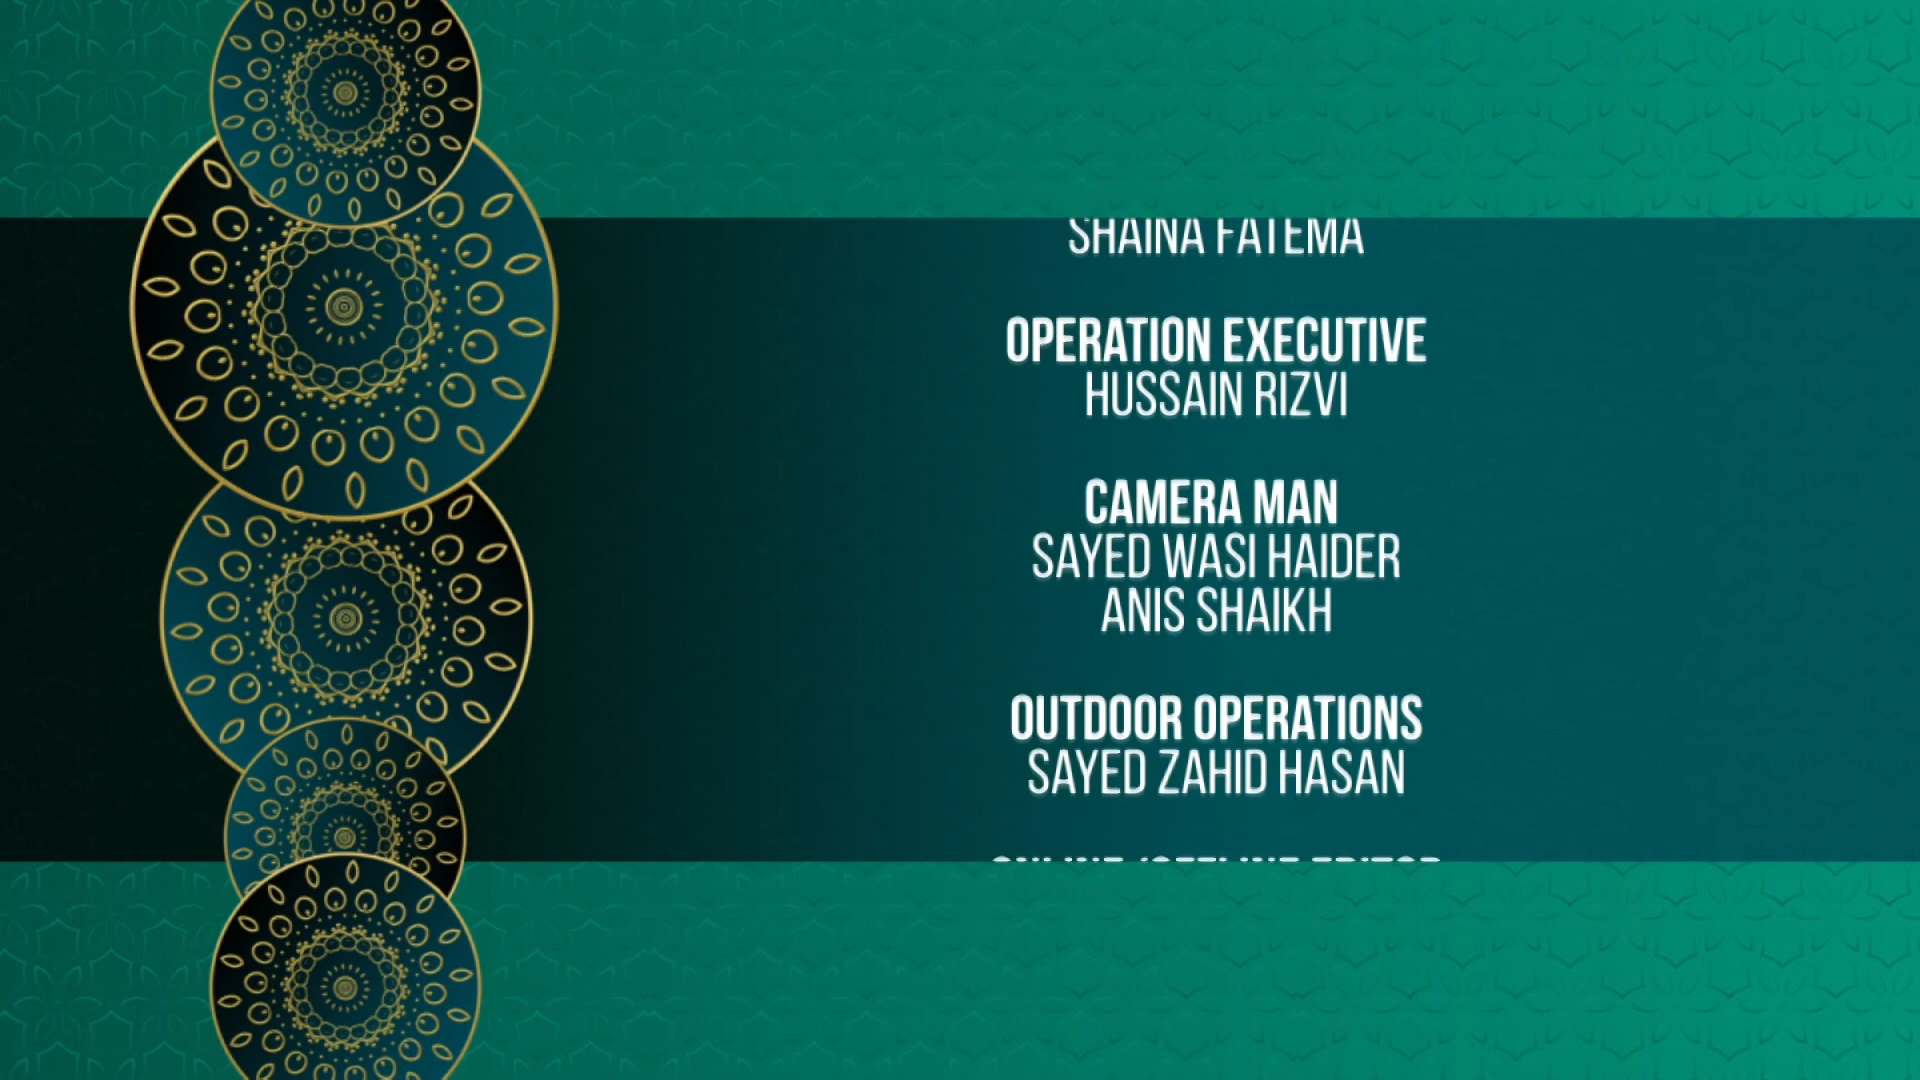 SHAINA FATEMA
OPERATION EXECUTIVE
HUSSAIN RIZVI
CAMERA MAN
SAYED WASI HAIDER
ANIS SHAIKH
OUTDOOR OPERATIONS
SAYED ZAHID HASAN